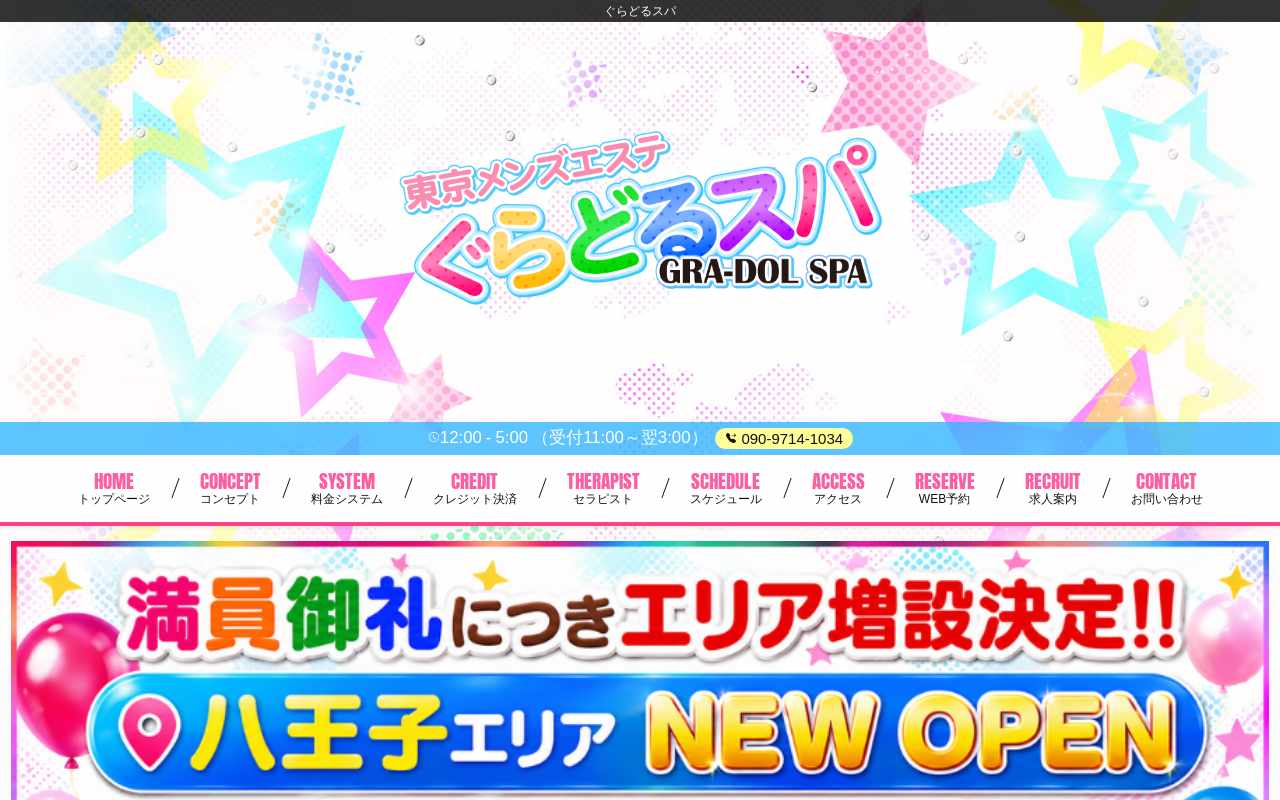 ぐらどるスパ
東京メンズエステ
ぐらどるスパ
GRA-DOL SPA
12:00 - 5:00 （受付11:00～翌3:00） 090-9714-1034
HOME / CONCEPT / SYSTEM / CREDIT / THERAPIST / SCHEDULE / ACCESS / RESERVE / RECRUIT / CONTACT
トップページ コンセプト 料金システム クレジット決済 セラピスト スケジュール アクセス WEB予約 求人案内 お問い合わせ
満員御礼につきエリア増設決定!!
八王子エリア NEW OPEN